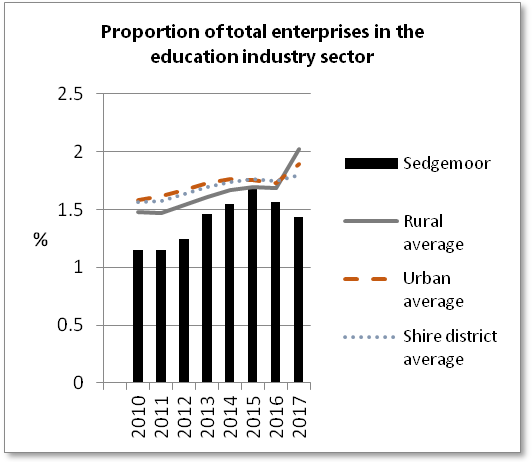 Proportion of total enterprises in the
education industry sector
2.5
2
1.5
1
0.5
0
%
2010
2011
2012
2013
2014
2015
2016
2017
Sedgemoor
Rural
average
Urban
average
Shire district
average